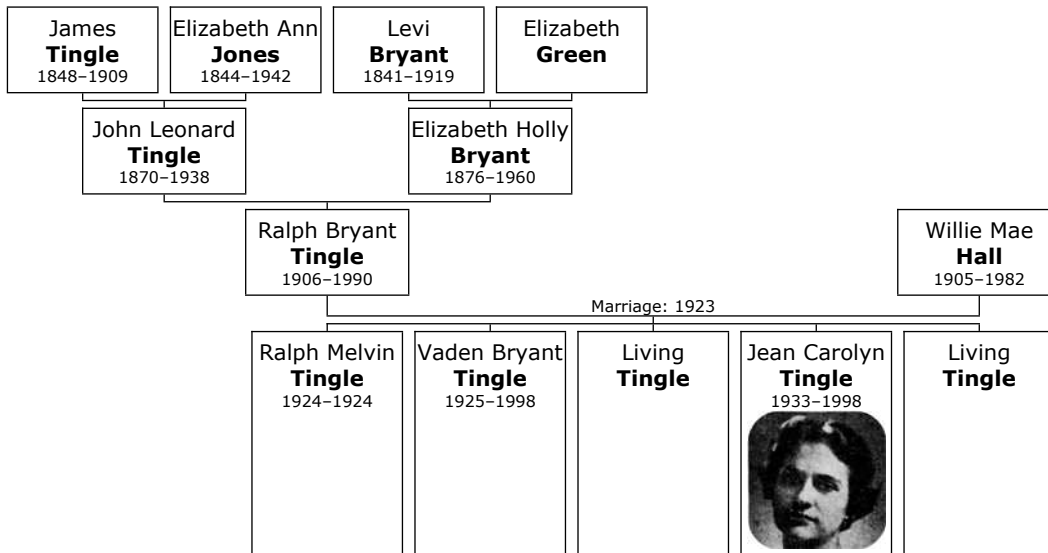 James
Tingle
1848–1909
Elizabeth Ann
Jones
1844–1942
Levi
Bryant
1841–1919
Elizabeth
Green
John Leonard
Tingle
1870–1938
Elizabeth Holly
Bryant
1876–1960
Ralph Bryant
Tingle
1906–1990
Willie Mae
Hall
1905–1982
Marriage: 1923
Ralph Melvin
Tingle
1924–1924
Vaden Bryant
Tingle
1925–1998
Living
Tingle
Jean Carolyn
Tingle
1933–1998
Living
Tingle